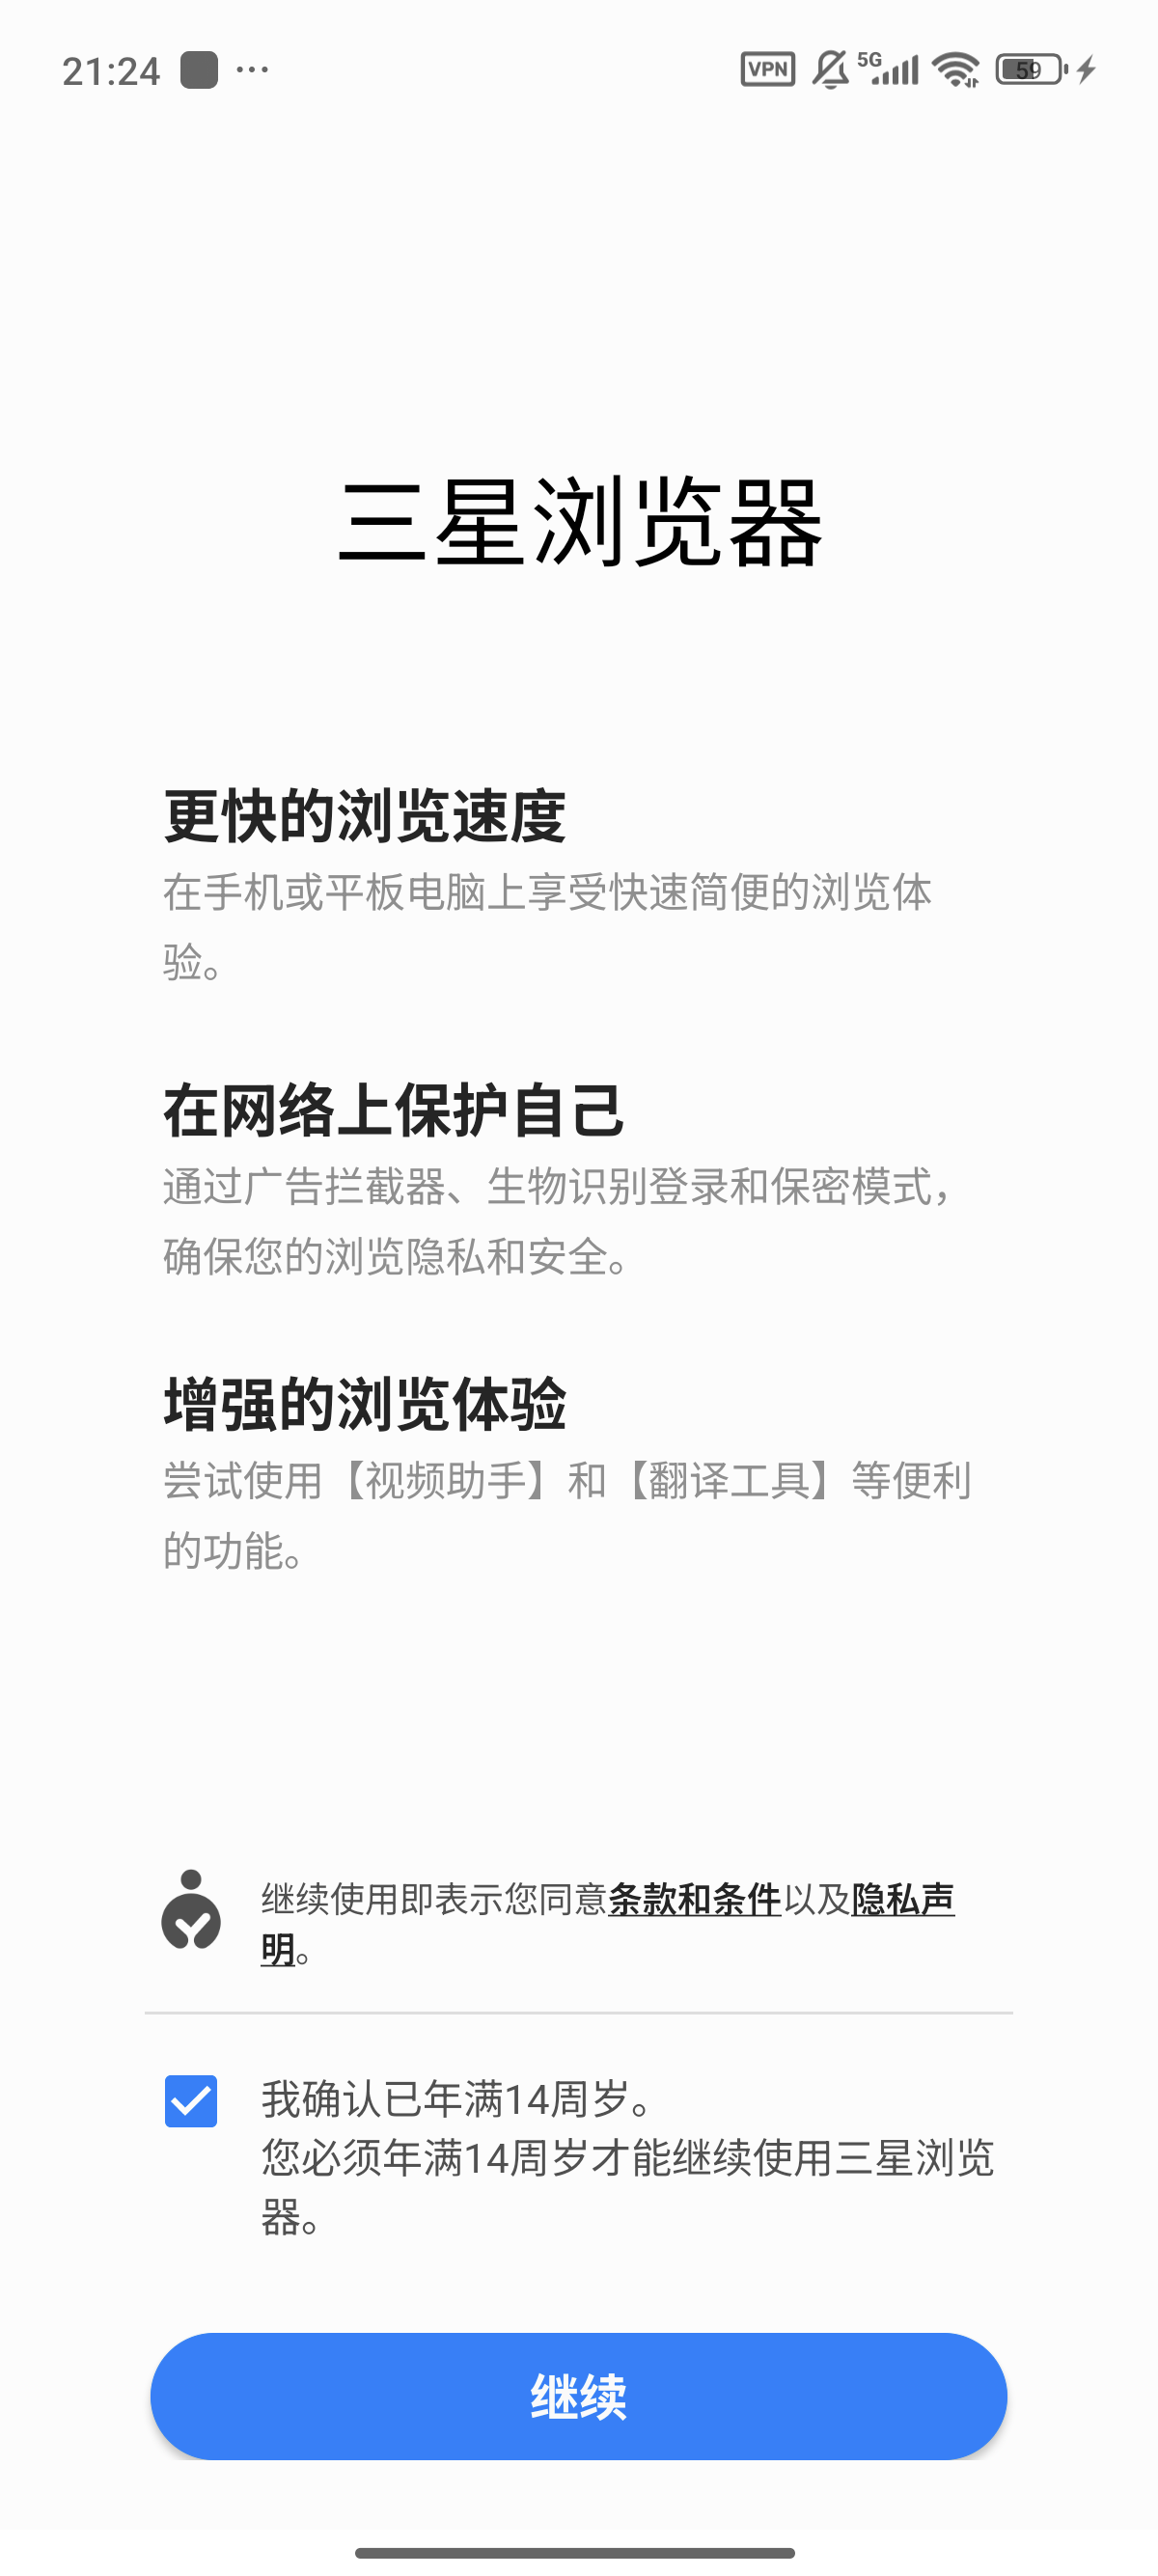 21:24
VPN 5G 59
三星浏览器
更快的浏览速度
在手机或平板电脑上享受快速简便的浏览体
验。
在网络上保护自己
通过广告拦截器、生物识别登录和保密模式，
确保您的浏览隐私和安全。
增强的浏览体验
尝试使用【视频助手】和【翻译工具】等便利
的功能。
继续使用即表示您同意条款和条件以及隐私声
明。
我确认已年满14周岁。
您必须年满14周岁才能继续使用三星浏览
器。
继续